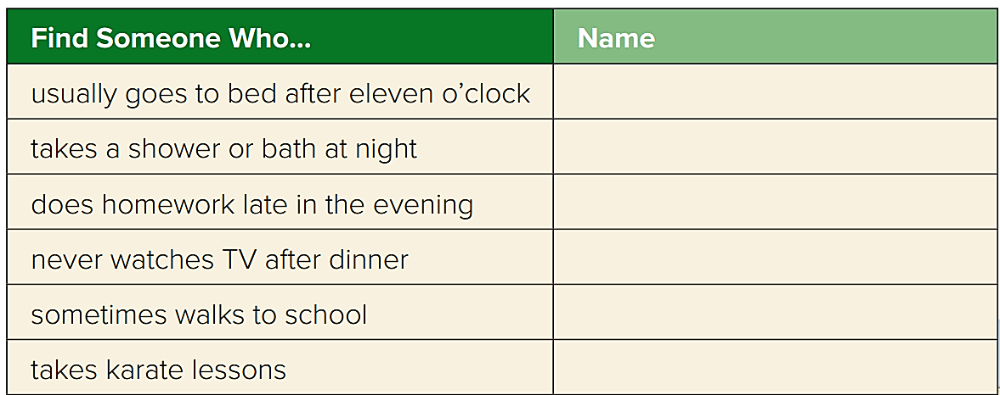 Find Someone Who...
Name
usually goes to bed after eleven o’clock
takes a shower or bath at night
does homework late in the evening
never watches TV after dinner
sometimes walks to school
takes karate lessons